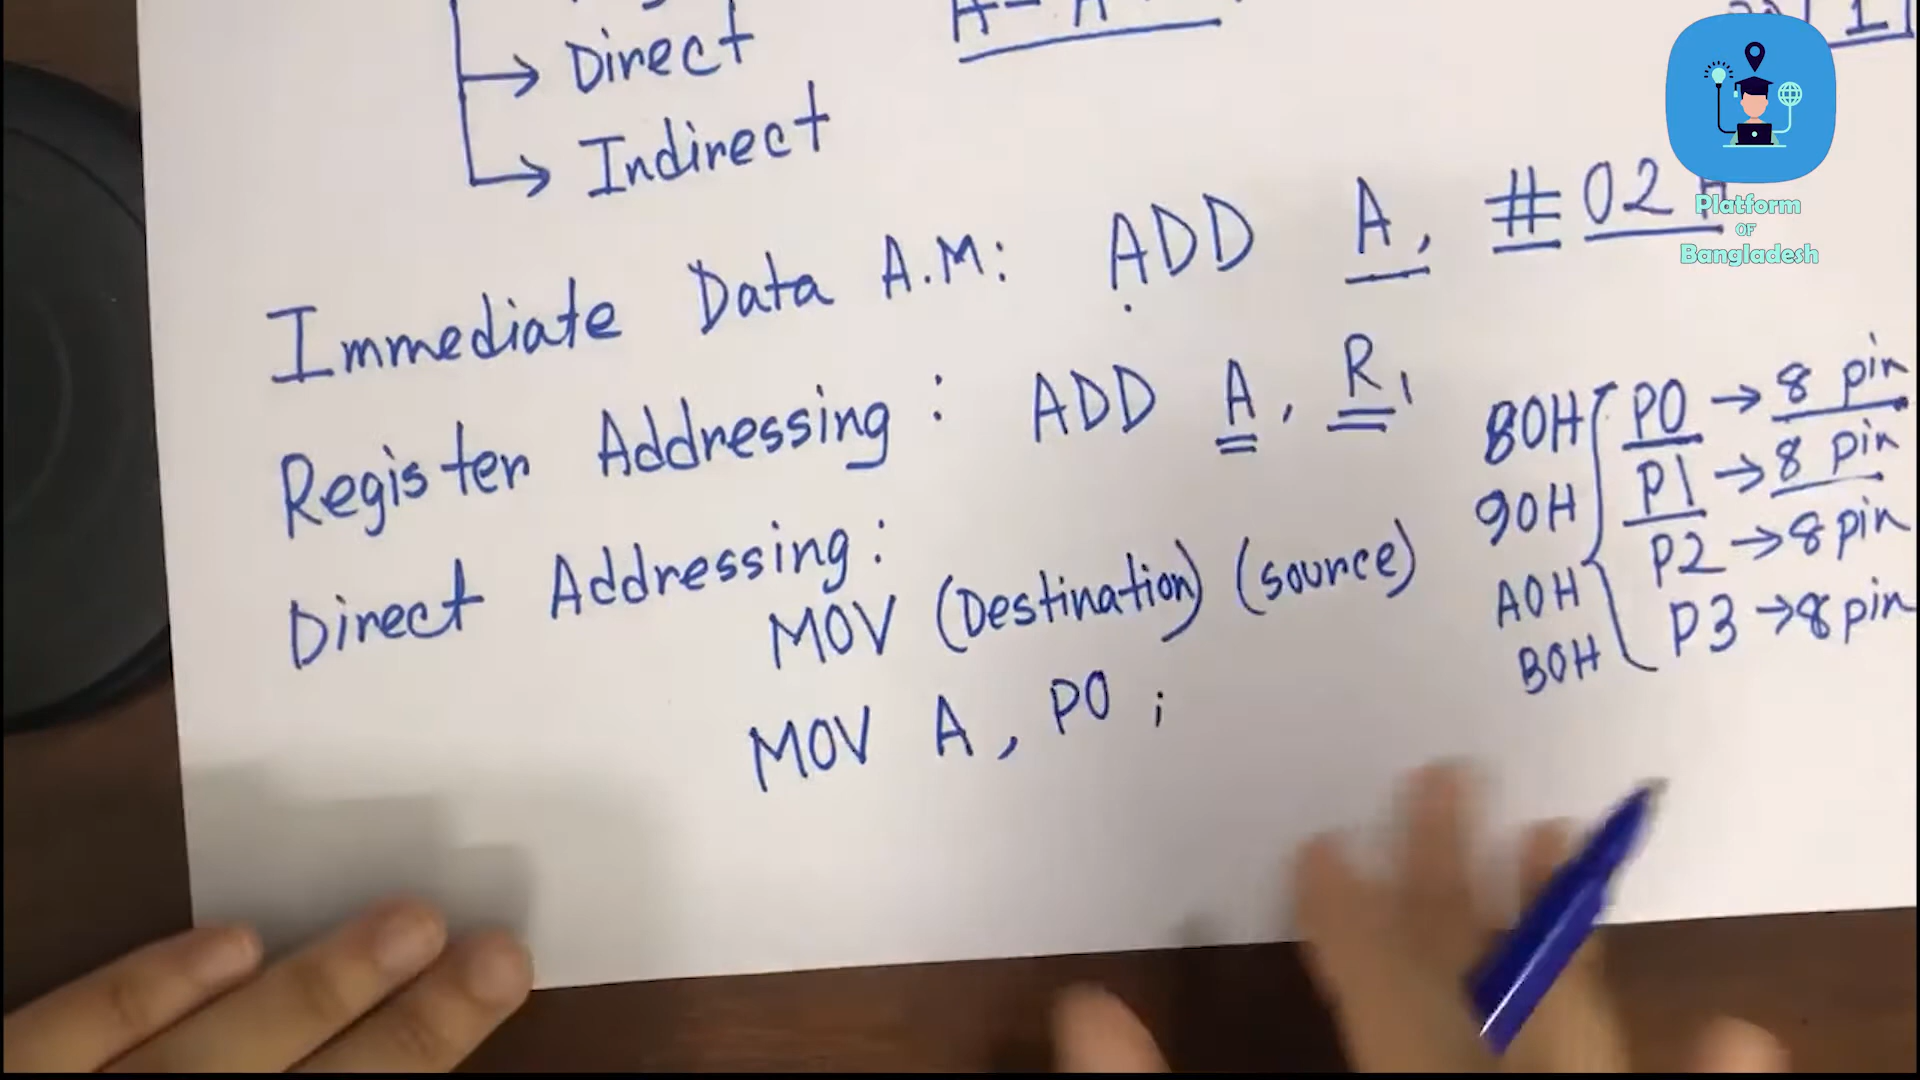 Direct
Indirect
Immediate Data A.M: ADD A, #02H
Register Addressing: ADD A, R1
Direct Addressing:
MOV (Destination) (source)
MOV A, P0 ;
80H P0 → 8 pin
90H P1 → 8 pin
A0H P2 → 8 pin
B0H P3 → 8 pin
Platform
OF
Bangladesh